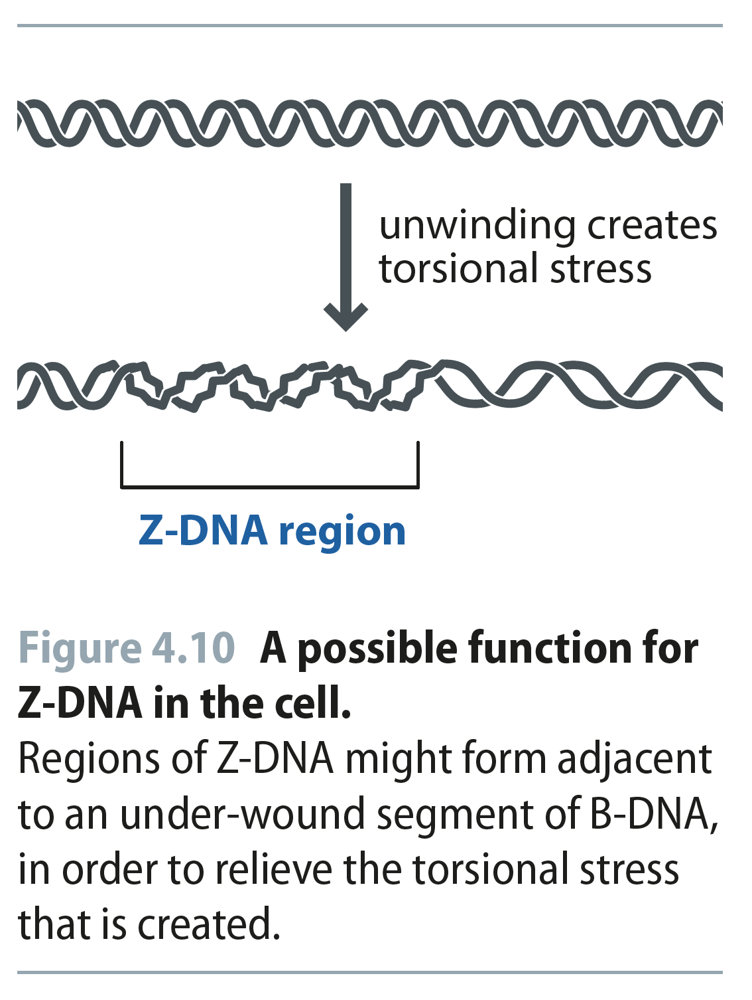 unwinding creates
torsional stress
Z-DNA region
Figure 4.10 A possible function for
Z-DNA in the cell.
Regions of Z-DNA might form adjacent
to an under-wound segment of B-DNA,
in order to relieve the torsional stress
that is created.